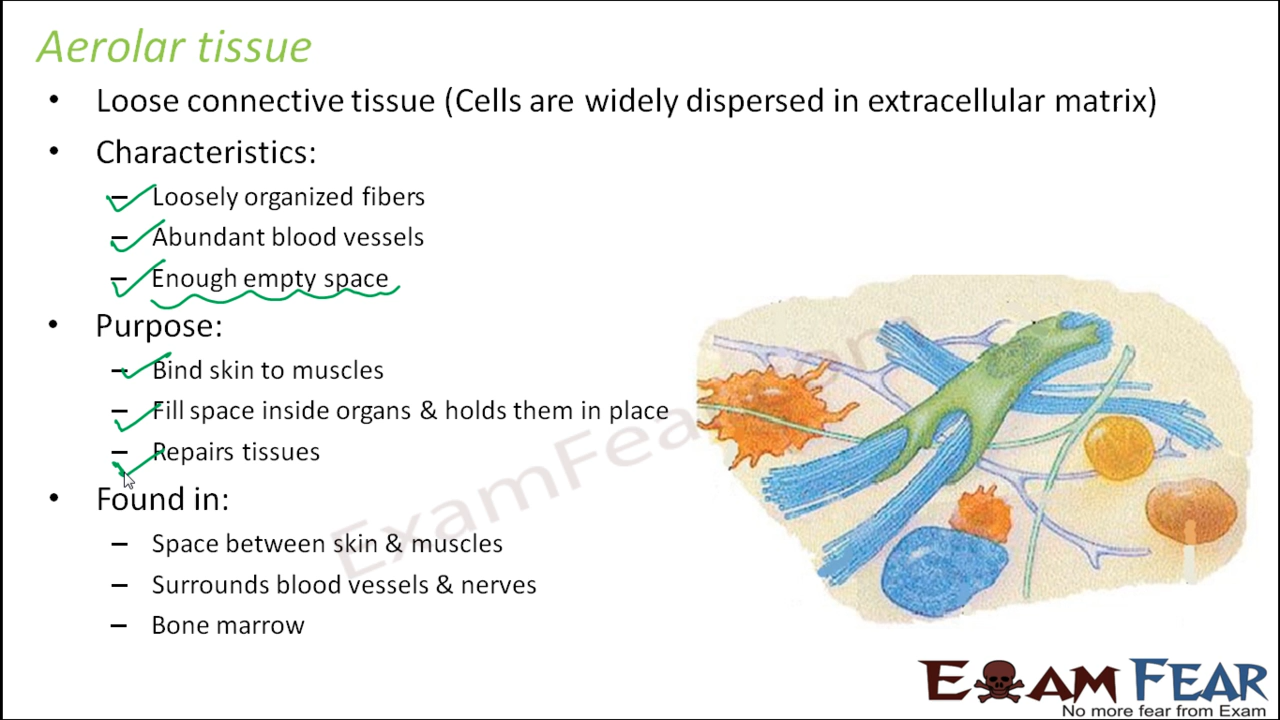 Aerolar tissue
• Loose connective tissue (Cells are widely dispersed in extracellular matrix)
• Characteristics:
– Loosely organized fibers
– Abundant blood vessels
– Enough empty space
• Purpose:
– Bind skin to muscles
– Fill space inside organs & holds them in place
– Repairs tissues
• Found in:
– Space between skin & muscles
– Surrounds blood vessels & nerves
– Bone marrow
ExamFear.com
EXAM FEAR
No more fear from Exam